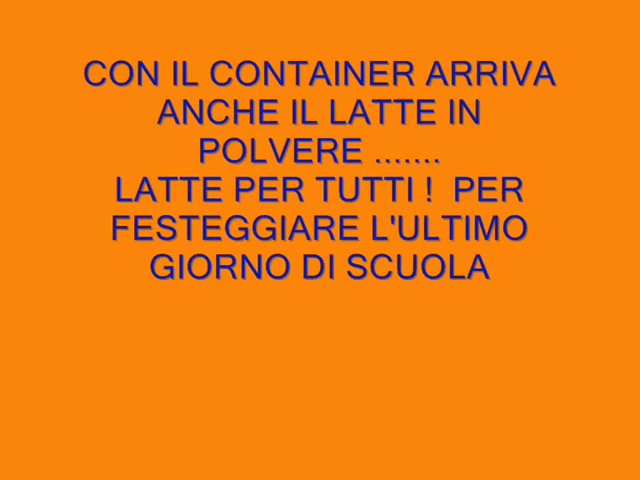 CON IL CONTAINER ARRIVA
ANCHE IL LATTE IN
POLVERE .......
LATTE PER TUTTI !  PER
FESTEGGIARE L'ULTIMO
GIORNO DI SCUOLA